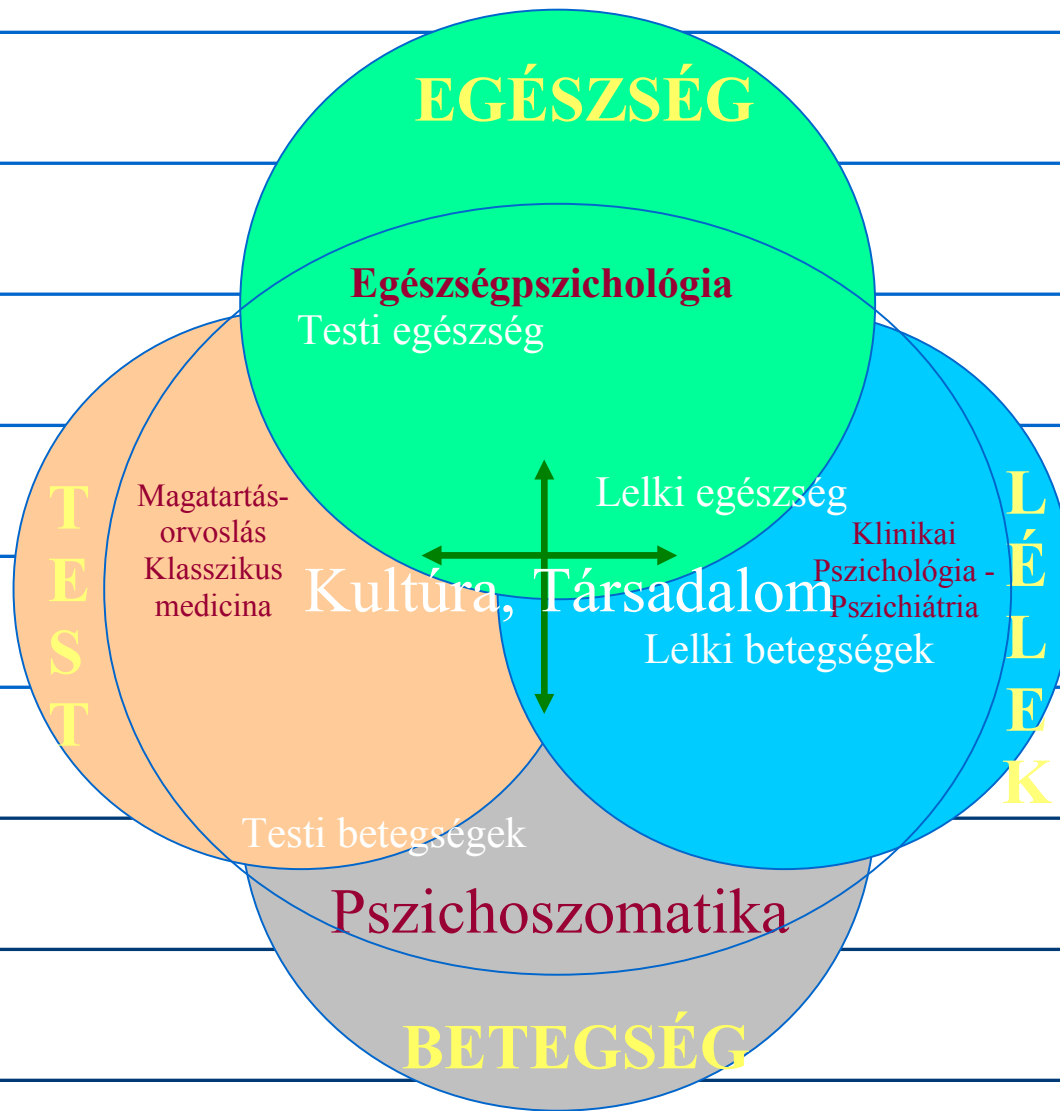 EGÉSZSÉG
Egészségpszichológia
Testi egészség
Lelki egészség
T
E
S
T
Magatartás-
orvoslás
Klasszikus
medicina
Kultúra, Társadalom
Klinikai
Pszichológia -
Pszichiátria
L
É
L
E
K
Lelki betegségek
Testi betegségek
Pszichoszomatika
BETEGSÉG